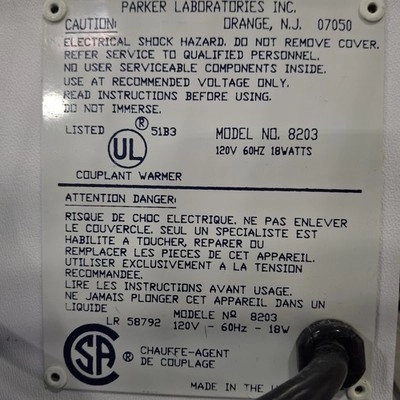 PARKER LABORATORIES INC.
CAUTION: ORANGE, N.J. 07050
ELECTRICAL SHOCK HAZARD. DO NOT REMOVE COVER.
REFER SERVICE TO QUALIFIED PERSONNEL.
NO USER SERVICEABLE COMPONENTS INSIDE.
USE AT RECOMMENDED VOLTAGE ONLY.
READ INSTRUCTIONS BEFORE USING.
DO NOT IMMERSE.
LISTED UL ® 51B3 MODEL NO. 8203
120V 60HZ 18WATTS
COUPLANT WARMER
ATTENTION DANGER:
RISQUE DE CHOC ELECTRIQUE. NE PAS ENLEVER
LE COUVERCLE. SEUL UN SPECIALISTE EST
HABILITE A TOUCHER, REPARER OU
REMPLACER LES PIECES DE CET APPAREIL.
UTILISER EXCLUSIVEMENT A LA TENSION
RECOMMANDEE.
LIRE LES INSTRUCTIONS AVANT USAGE.
NE JAMAIS PLONGER CET APPAREIL DANS UN
LIQUIDE MODELE Nº 8203
LR 58792 120V - 60Hz - 18W
CSA ® CHAUFFE-AGENT
DE COUPLAGE
MADE IN THE